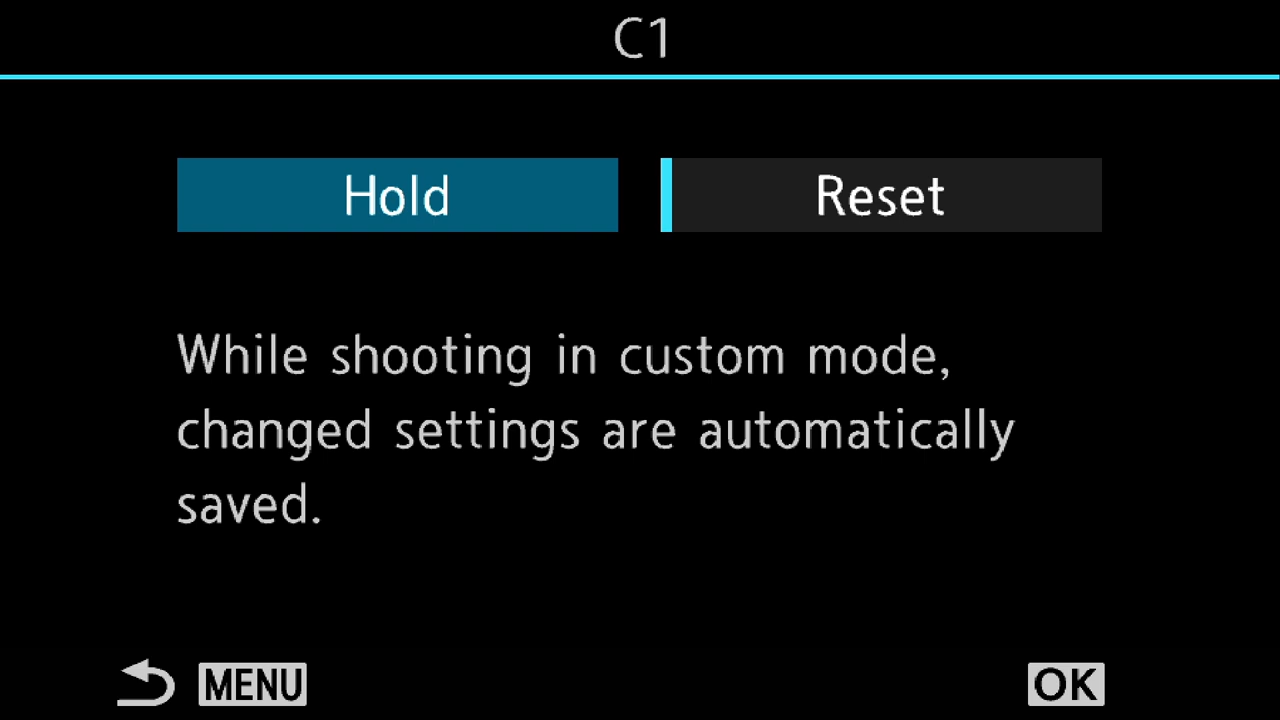 C1
Hold Reset
While shooting in custom mode,
changed settings are automatically
saved.
MENU OK